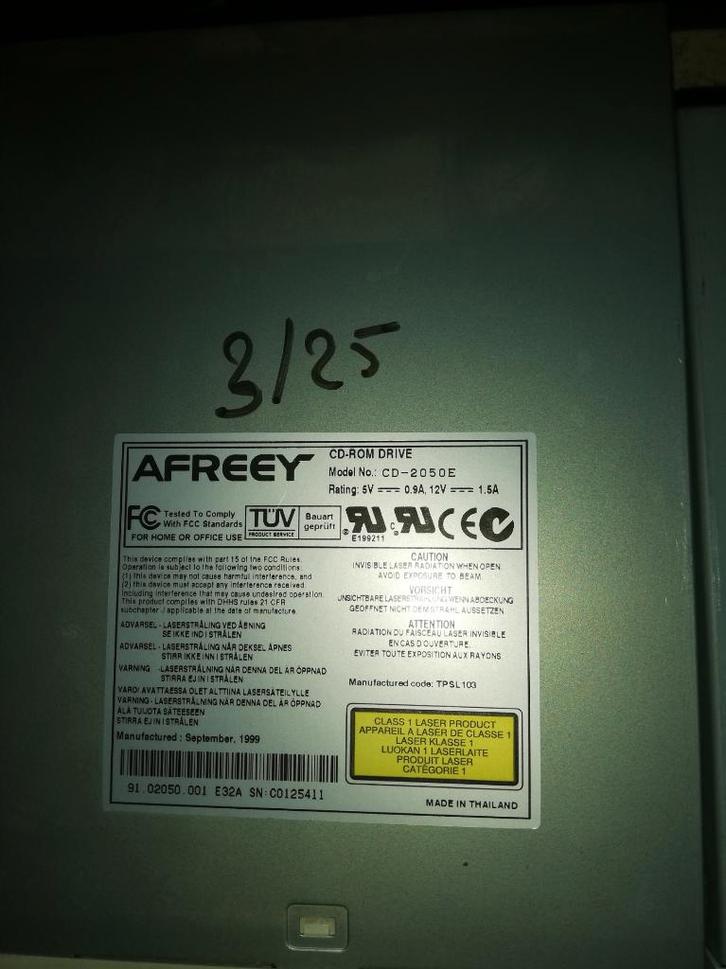 3/25
AFREEY
CD-ROM DRIVE
Model No.: CD-2050E
Rating: 5V 0.9A, 12V 1.5A
FC Tested To Comply
With FCC Standards
FOR HOME OR OFFICE USE
TÜV
PRODUCT SERVICE
Bauart
geprüft
E199211
CE
This device complies with part 15 of the FCC Rules.
Operation is subject to the following two conditions:
(1) this device may not cause harmful interference, and
(2) this device must accept any interference received,
including interference that may cause undesired operation.
This product complies with DHHS rules 21 CFR
subchapter J applicable at the date of manufacture.
ADVARSEL - LASERSTRÅLING VED ÅBNING
SE IKKE IND I STRÅLEN
ADVARSEL - LASERSTRÅLING NÅR DEKSEL ÅPNES
STIRR IKKE INN I STRÅLEN
VARNING - LASERSTRÅLNING NÄR DENNA DEL ÄR ÖPPNAD
STIRRA EJ IN I STRÅLEN
VARO! AVATTAESSA OLET ALTTIINA LASERSÄTEILYLLE
VARNING - LASERSTRÅLNING NÄR DENNA DEL ÄR ÖPPNAD
ÄLÄ TUIJOTA SÄTEESEEN
STIRRA EJ IN I STRÅLEN
Manufactured : September, 1999
91.02050.001 E32A SN:C0125411
CAUTION
INVISIBLE LASER RADIATION WHEN OPEN
AVOID EXPOSURE TO BEAM.
VORSICHT
UNSICHTBARE LASERSTRAHLUNG WENN ABDECKUNG
GEOFFNET NICHT DEM STRAHL AUSSETZEN
ATTENTION
RADIATION DU FAISCEAU LASER INVISIBLE
EN CAS D'OUVERTURE.
EVITER TOUTE EXPOSITION AUX RAYONS
Manufactured code: TPSL103
CLASS 1 LASER PRODUCT
APPAREIL A LASER DE CLASSE 1
LASER KLASSE 1
LUOKAN 1 LASERLAITE
PRODUIT LASER
CATÉGORIE 1
MADE IN THAILAND